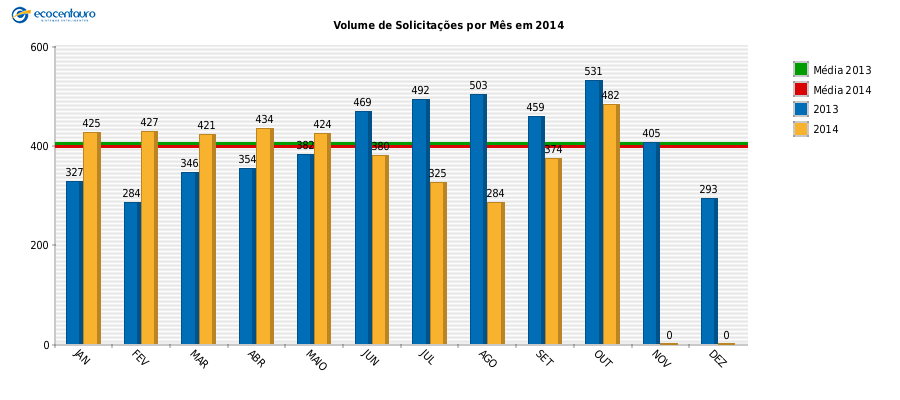 ecocentauro
Volume de Solicitações por Mês em 2014
600
400
200
0
327
425
284
427
346
421
354
434
382
424
469
380
492
325
503
284
459
374
531
482
405
0
293
0
JAN
FEV
MAR
ABR
MAIO
JUN
JUL
AGO
SET
OUT
NOV
DEZ
Média 2013
Média 2014
2013
2014